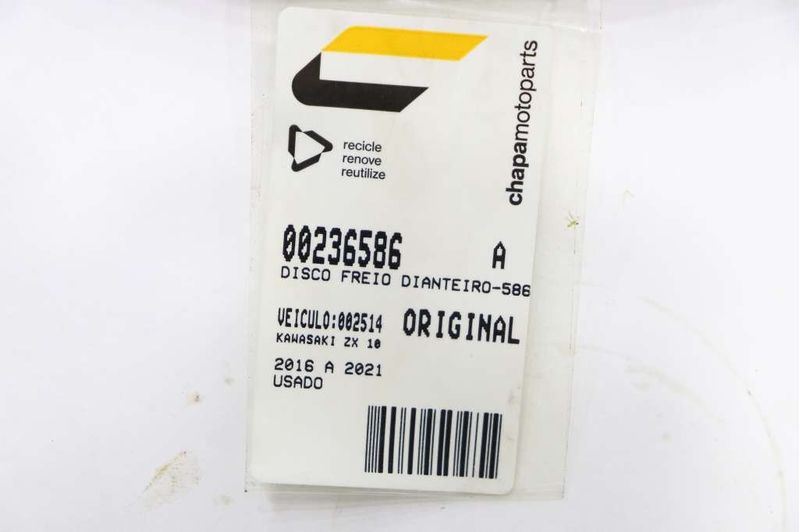 recicle
renove
reutilize
chapamotoparts
00236586 A
DISCO FREIO DIANTEIRO-586
VEICULO:002514 ORIGINAL
KAWASAKI ZX 10
2016 A 2021
USADO